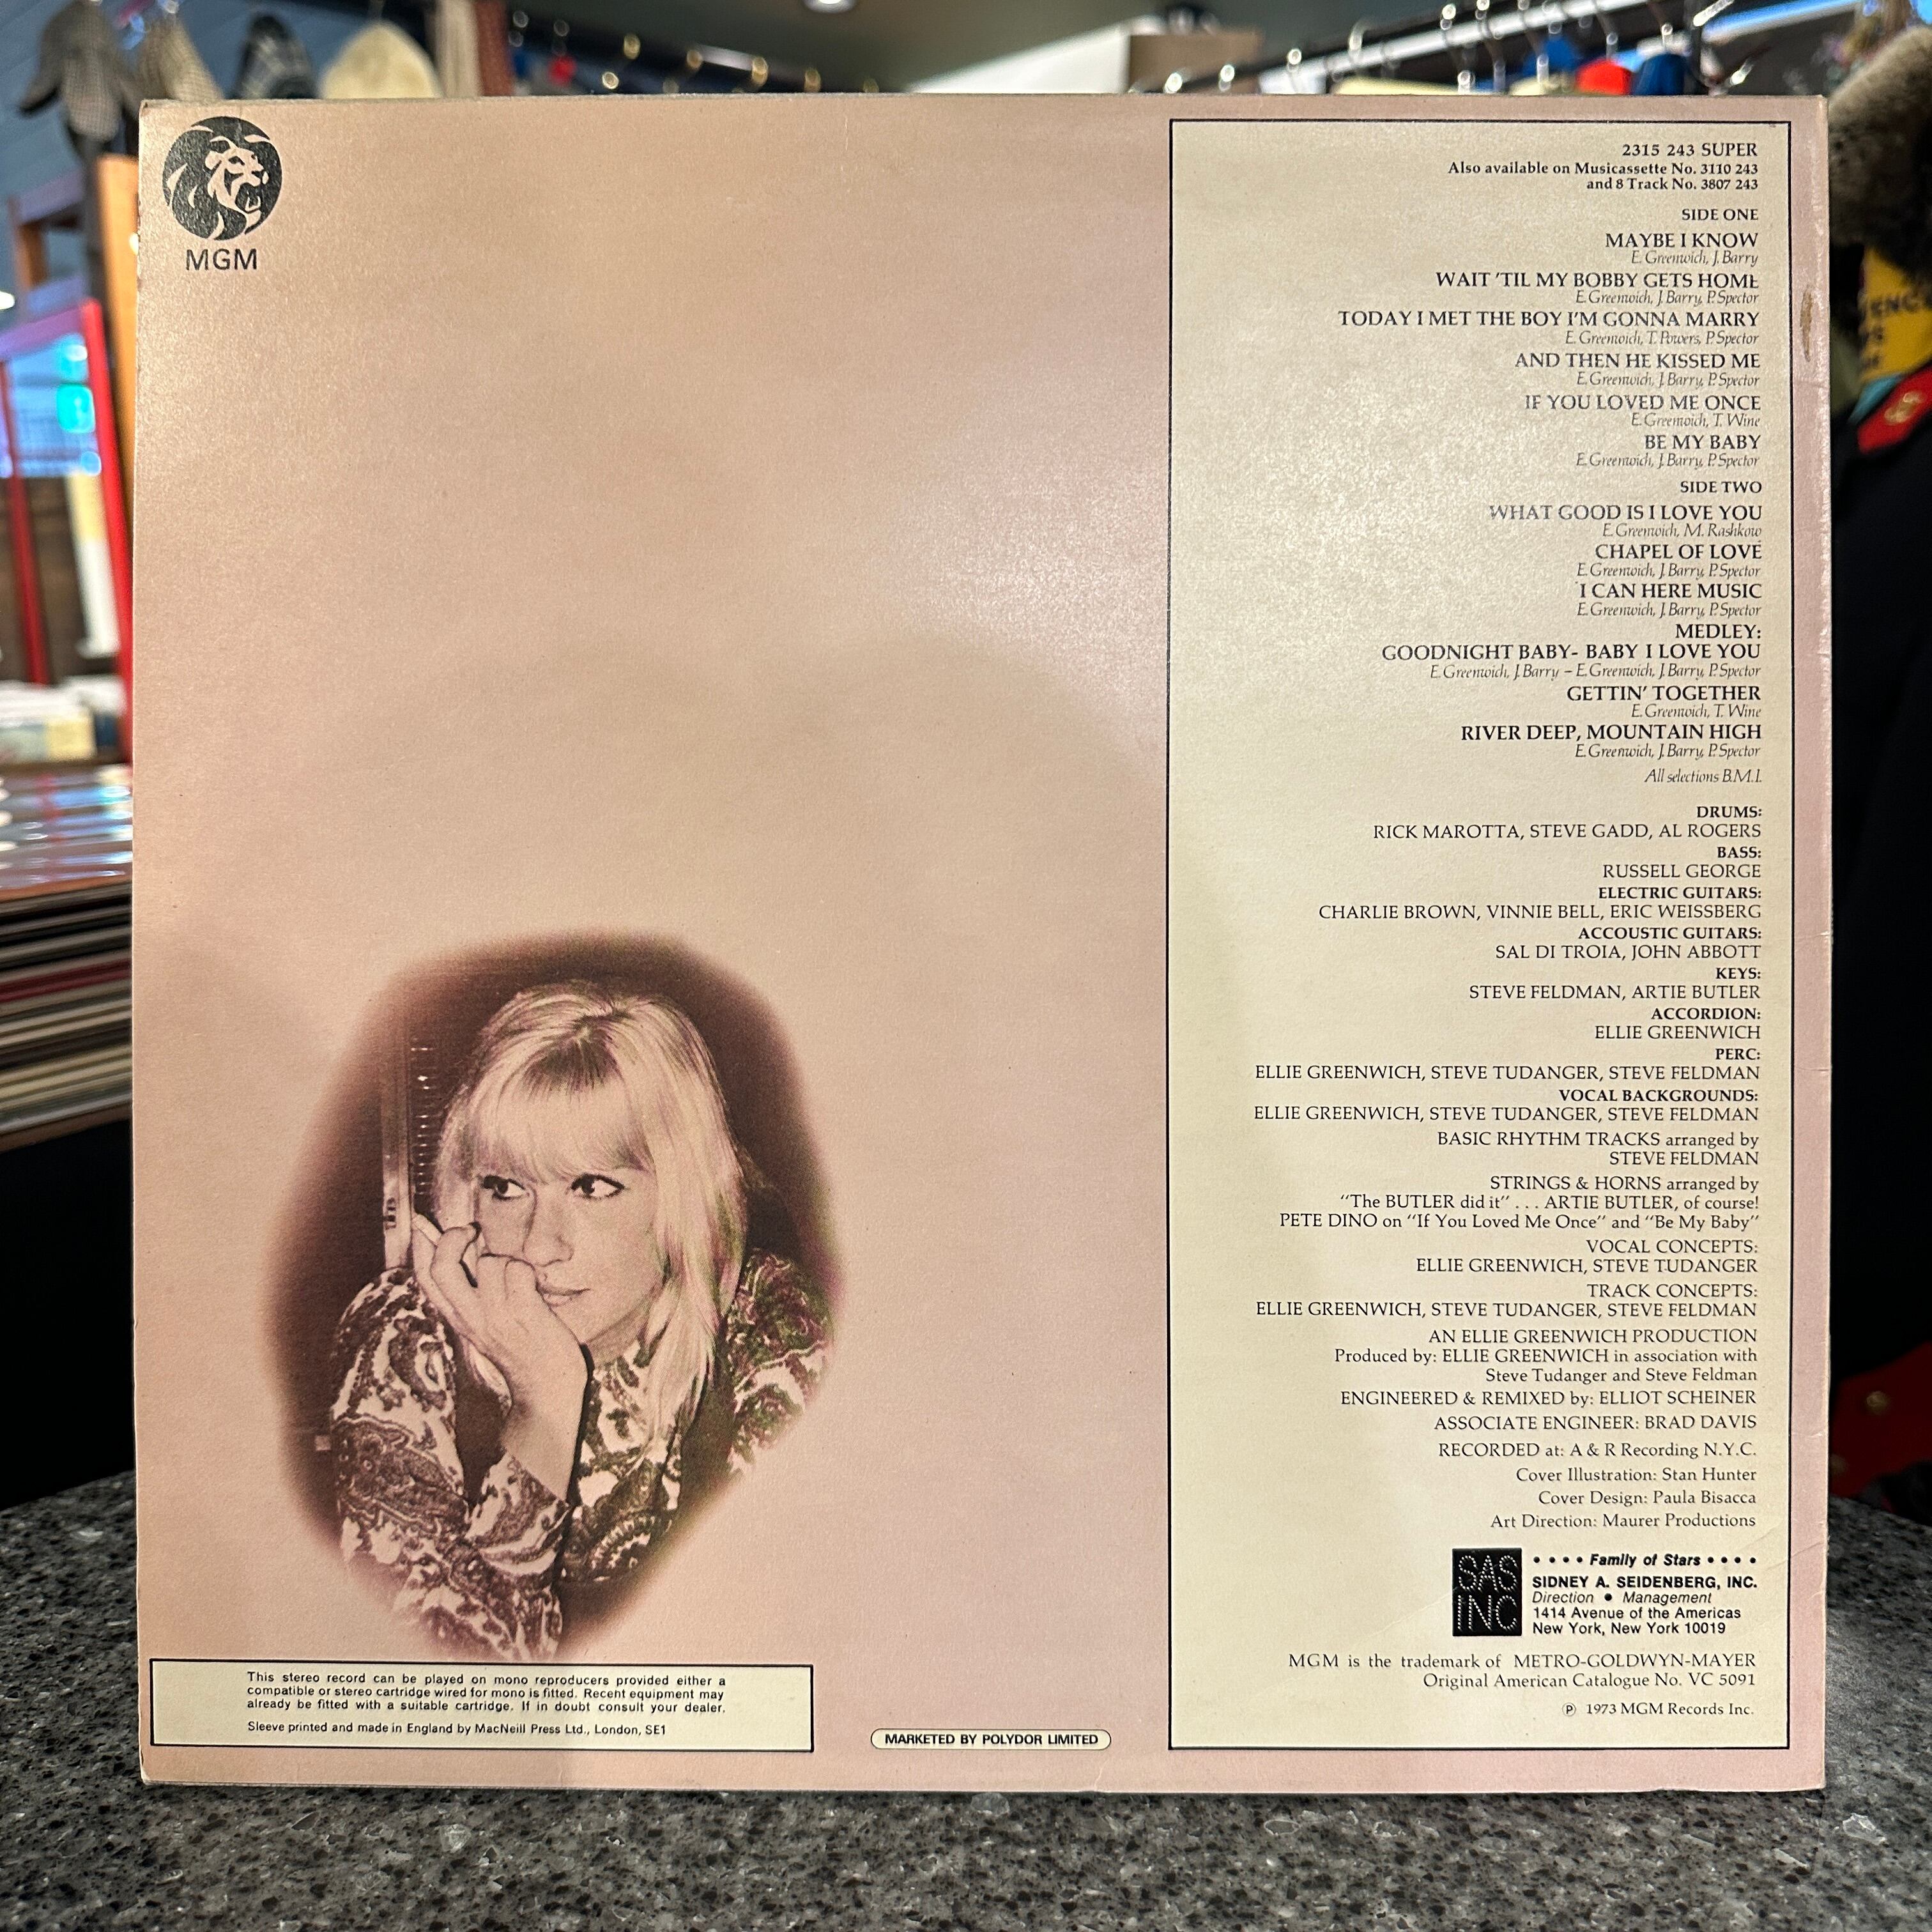 MGM
2315 243 SUPER
Also available on Musicassette No. 3110 243
and 8 Track No. 3807 243
SIDE ONE
MAYBE I KNOW
E. Greenwich, J. Barry
WAIT 'TIL MY BOBBY GETS HOME
E. Greenwich, J. Barry, P. Spector
TODAY I MET THE BOY I'M GONNA MARRY
E. Greenwich, T. Powers, P. Spector
AND THEN HE KISSED ME
E. Greenwich, J. Barry, P. Spector
IF YOU LOVED ME ONCE
E. Greenwich, T. Wine
BE MY BABY
E. Greenwich, J. Barry, P. Spector
SIDE TWO
WHAT GOOD IS I LOVE YOU
E. Greenwich, M. Rashkow
CHAPEL OF LOVE
E. Greenwich, J. Barry, P. Spector
I CAN HERE MUSIC
E. Greenwich, J. Barry, P. Spector
MEDLEY:
GOODNIGHT BABY- BABY I LOVE YOU
E. Greenwich, J. Barry – E. Greenwich, J. Barry, P. Spector
GETTIN' TOGETHER
E. Greenwich, T. Wine
RIVER DEEP, MOUNTAIN HIGH
E. Greenwich, J. Barry, P. Spector
All selections B.M.I.
DRUMS:
RICK MAROTTA, STEVE GADD, AL ROGERS
BASS:
RUSSELL GEORGE
ELECTRIC GUITARS:
CHARLIE BROWN, VINNIE BELL, ERIC WEISSBERG
ACCOUSTIC GUITARS:
SAL DI TROIA, JOHN ABBOTT
KEYS:
STEVE FELDMAN, ARTIE BUTLER
ACCORDION:
ELLIE GREENWICH
PERC:
ELLIE GREENWICH, STEVE TUDANGER, STEVE FELDMAN
VOCAL BACKGROUNDS:
ELLIE GREENWICH, STEVE TUDANGER, STEVE FELDMAN
BASIC RHYTHM TRACKS arranged by
STEVE FELDMAN
STRINGS & HORNS arranged by
"The BUTLER did it" . . . ARTIE BUTLER, of course!
PETE DINO on "If You Loved Me Once" and "Be My Baby"
VOCAL CONCEPTS:
ELLIE GREENWICH, STEVE TUDANGER
TRACK CONCEPTS:
ELLIE GREENWICH, STEVE TUDANGER, STEVE FELDMAN
AN ELLIE GREENWICH PRODUCTION
Produced by: ELLIE GREENWICH in association with
Steve Tudanger and Steve Feldman
ENGINEERED & REMIXED by: ELLIOT SCHEINER
ASSOCIATE ENGINEER: BRAD DAVIS
RECORDED at: A & R Recording N.Y.C.
Cover Illustration: Stan Hunter
Cover Design: Paula Bisacca
Art Direction: Maurer Productions
SAS INC
• • • • Family of Stars • • • •
SIDNEY A. SEIDENBERG, INC.
Direction • Management
1414 Avenue of the Americas
New York, New York 10019
MGM is the trademark of METRO-GOLDWYN-MAYER
Original American Catalogue No. VC 5091
℗ 1973 MGM Records Inc.
This stereo record can be played on mono reproducers provided either a
compatible or stereo cartridge wired for mono is fitted. Recent equipment may
already be fitted with a suitable cartridge. If in doubt consult your dealer.
Sleeve printed and made in England by MacNeill Press Ltd., London, SE1
MARKETED BY POLYDOR LIMITED